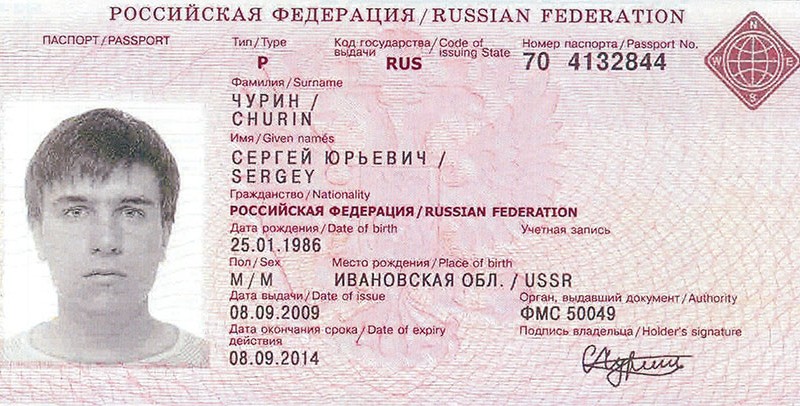 РОССИЙСКАЯ ФЕДЕРАЦИЯ / RUSSIAN FEDERATION
ПАСПОРТ / PASSPORT
Тип / Type
Код государства / Code of
выдачи issuing State
Номер паспорта / Passport No.
P
RUS
70 4132844
N
W E
S
Фамилия / Surname
ЧУРИН /
CHURIN
Имя / Given names
СЕРГЕЙ ЮРЬЕВИЧ /
SERGEY
Гражданство / Nationality
РОССИЙСКАЯ ФЕДЕРАЦИЯ / RUSSIAN FEDERATION
Дата рождения / Date of birth
Учетная запись
25.01.1986
Пол / Sex
Место рождения / Place of birth
М / M
ИВАНОВСКАЯ ОБЛ. / USSR
Дата выдачи / Date of issue
Орган, выдавший документ / Authority
08.09.2009
ФМС 50049
Дата окончания срока / Date of expiry
действия
Подпись владельца / Holder's signature
08.09.2014